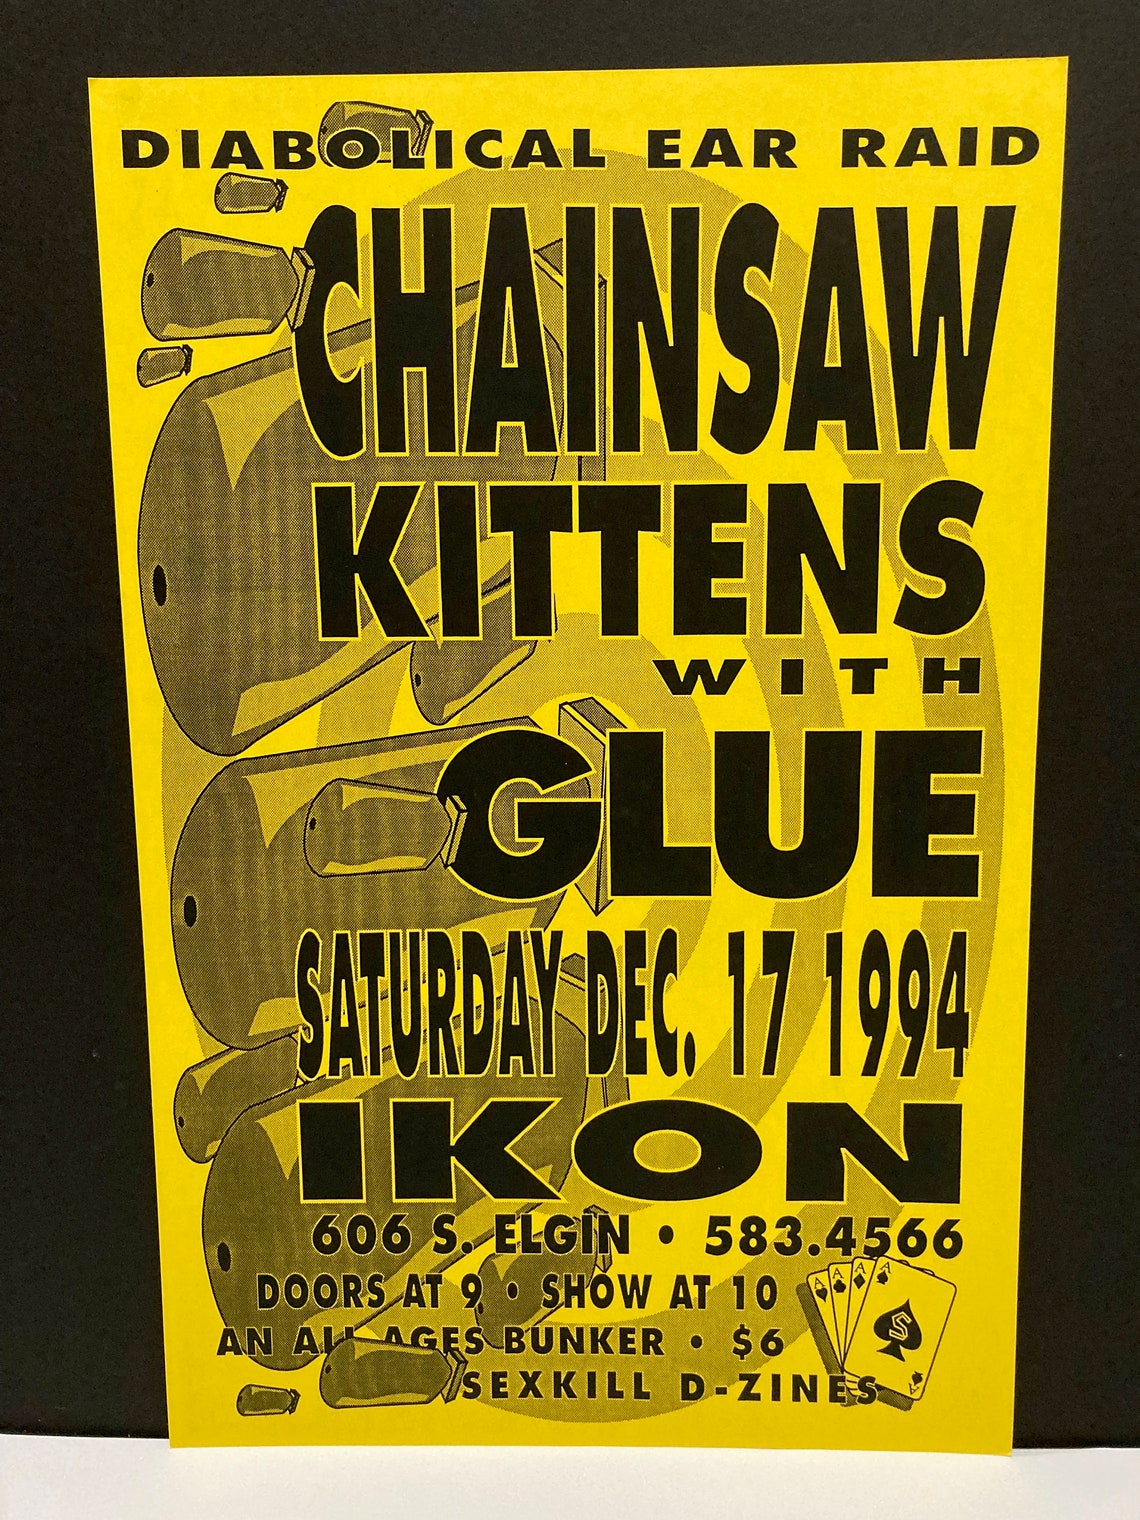 DIABOLICAL EAR RAID
CHAINSAW
KITTENS
WITH
GLUE
SATURDAY DEC. 17 1994
IKON
606 S. ELGIN • 583.4566
DOORS AT 9 • SHOW AT 10
A A A A
AN ALL AGES BUNKER • $6
S
SEXKILL D-ZINES
A